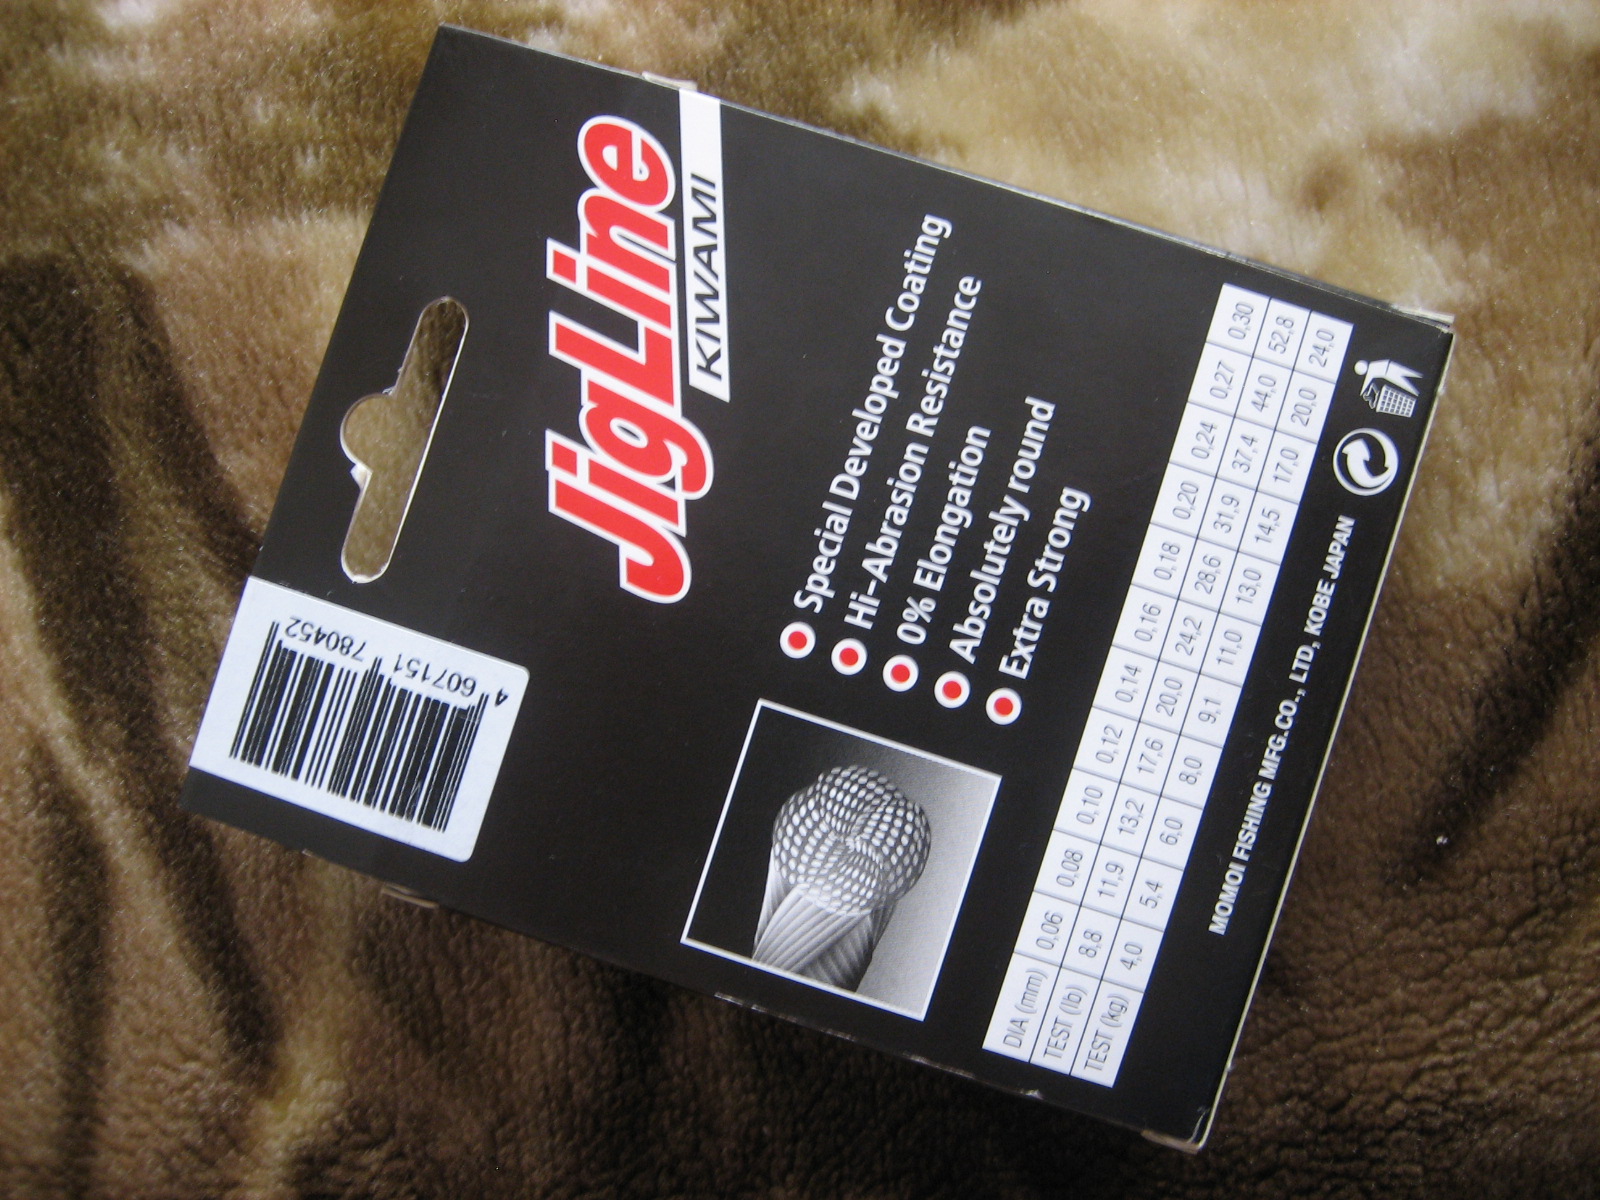 JigLine
KIWAMI
Special Developed Coating
Hi-Abrasion Resistance
0% Elongation
Absolutely round
Extra Strong
DIA (mm) 0,06 0,08 0,10 0,12 0,14 0,16 0,18 0,20 0,24 0,27 0,30
TEST (lb) 8,8 11,9 13,2 17,6 20,0 24,2 28,6 31,9 37,4 44,0 52,8
TEST (kg) 4,0 5,4 6,0 8,0 9,1 11,0 13,0 14,5 17,0 20,0 24,0
MOMOI FISHING MFG.CO., LTD, KOBE JAPAN
4 607151 780452